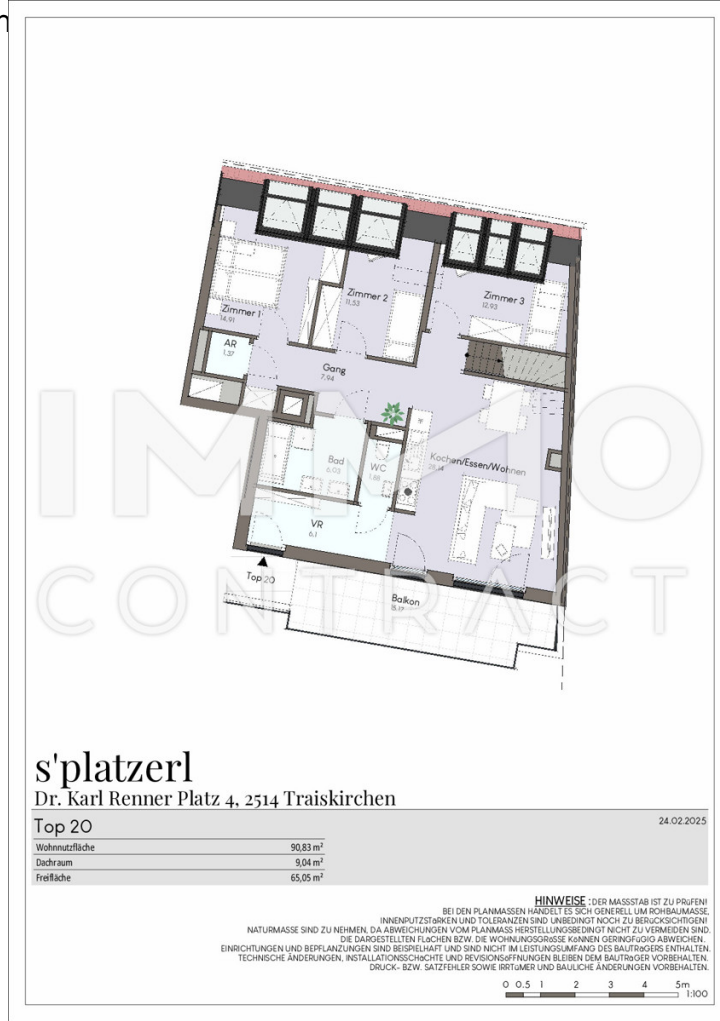 Zimmer 1
14,91
Zimmer 2
11,53
Zimmer 3
12,93
AR
1,37
Gang
7,94
Bad
6,03
WC
1,88
Kochen/Essen/Wohnen
VR
6,1
Top 20
Balkon
15,17
IMMO
CONTRACT
s'platzerl
Dr. Karl Renner Platz 4, 2514 Traiskirchen
Top 20
24.02.2025
Wohnnutzfläche 90,83 m²
Dachraum 9,04 m²
Freifläche 65,05 m²
HINWEISE : DER MASSSTAB IST ZU PRüFEN!
BEI DEN PLANMASSEN HANDELT ES SICH GENERELL UM ROHBAUMASSE,
INNENPUTZSTäRKEN UND TOLERANZEN SIND UNBEDINGT NOCH ZU BERüCKSICHTIGEN!
NATURMASSE SIND ZU NEHMEN, DA ABWEICHUNGEN VOM PLANMASS HERSTELLUNGSBEDINGT NICHT ZU VERMEIDEN SIND.
DIE DARGESTELLTEN FLäCHEN BZW. DIE WOHNUNGSGRöSSE KöNNEN GERINGFüGIG ABWEICHEN.
EINRICHTUNGEN UND BEPFLANZUNGEN SIND BEISPIELHAFT UND SIND NICHT IM LEISTUNGSUMFANG DES BAUTRäGERS ENTHALTEN.
TECHNISCHE ÄNDERUNGEN, INSTALLATIONSSCHäCHTE UND REVISIONSöFFNUNGEN BLEIBEN DEM BAUTRäGER VORBEHALTEN.
DRUCK- BZW. SATZFEHLER SOWIE IRRTüMER UND BAULICHE ÄNDERUNGEN VORBEHALTEN.
0 0.5 1 2 3 4 5m
1:100